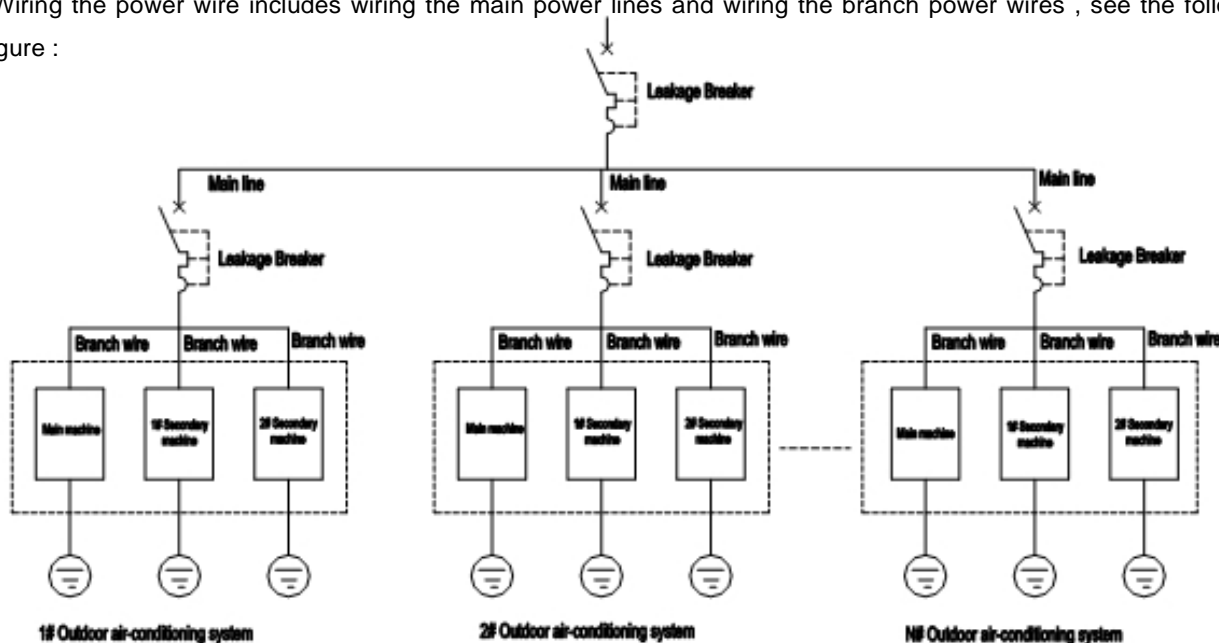 Wiring the power wire includes wiring the main power lines and wiring the branch power wires , see the follo
gure :
Leakage Breaker
Main line
Main line
Main line
Leakage Breaker
Leakage Breaker
Leakage Breaker
Branch wire
Branch wire
Branch wire
Branch wire
Branch wire
Branch wire
Branch wire
Branch wire
Branch wire
Main machine
1# Secondary
machine
2# Secondary
machine
Main machine
1# Secondary
machine
2# Secondary
machine
Main machine
1# Secondary
machine
2# Secondary
machine
1# Outdoor air-conditioning system
2# Outdoor air-conditioning system
N# Outdoor air-conditioning system